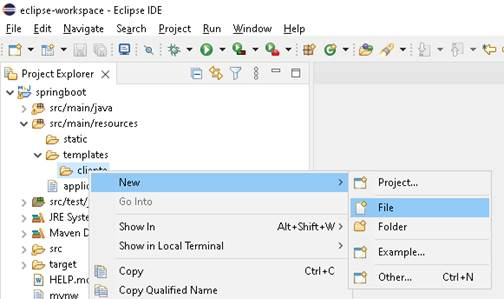 eclipse-workspace - Eclipse IDE
File Edit Navigate Search Project Run Window Help
Project Explorer
springboot
src/main/java
src/main/resources
static
templates
New
Project...
Go Into
File
Folder
Show In Alt+Shift+W
Example...
Show in Local Terminal
Other... Ctrl+N
Copy Ctrl+C
Copy Qualified Name
src/test/
JRE Syste
Maven D
src
target
HELP.m
mvnw